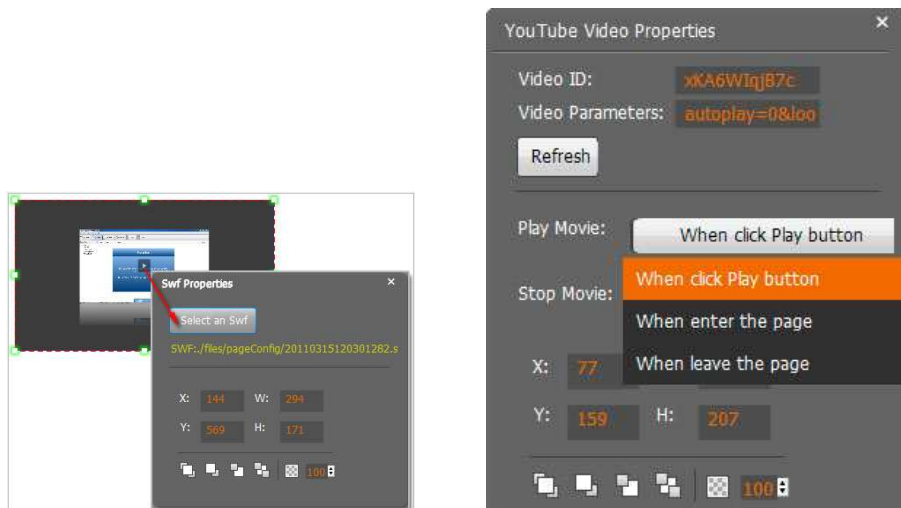 Swf Properties
Select an Swf
SWF:./files/pageConfig/20110315120301282.s
X: 144 W: 294
Y: 569 H: 171
100
YouTube Video Properties
Video ID: xKA6WIqjB7c
Video Parameters: autoplay=0&loo
Refresh
Play Movie: When click Play button
When click Play button
Stop Movie:
When enter the page
When leave the page
X: 77
Y: 159 H: 207
100